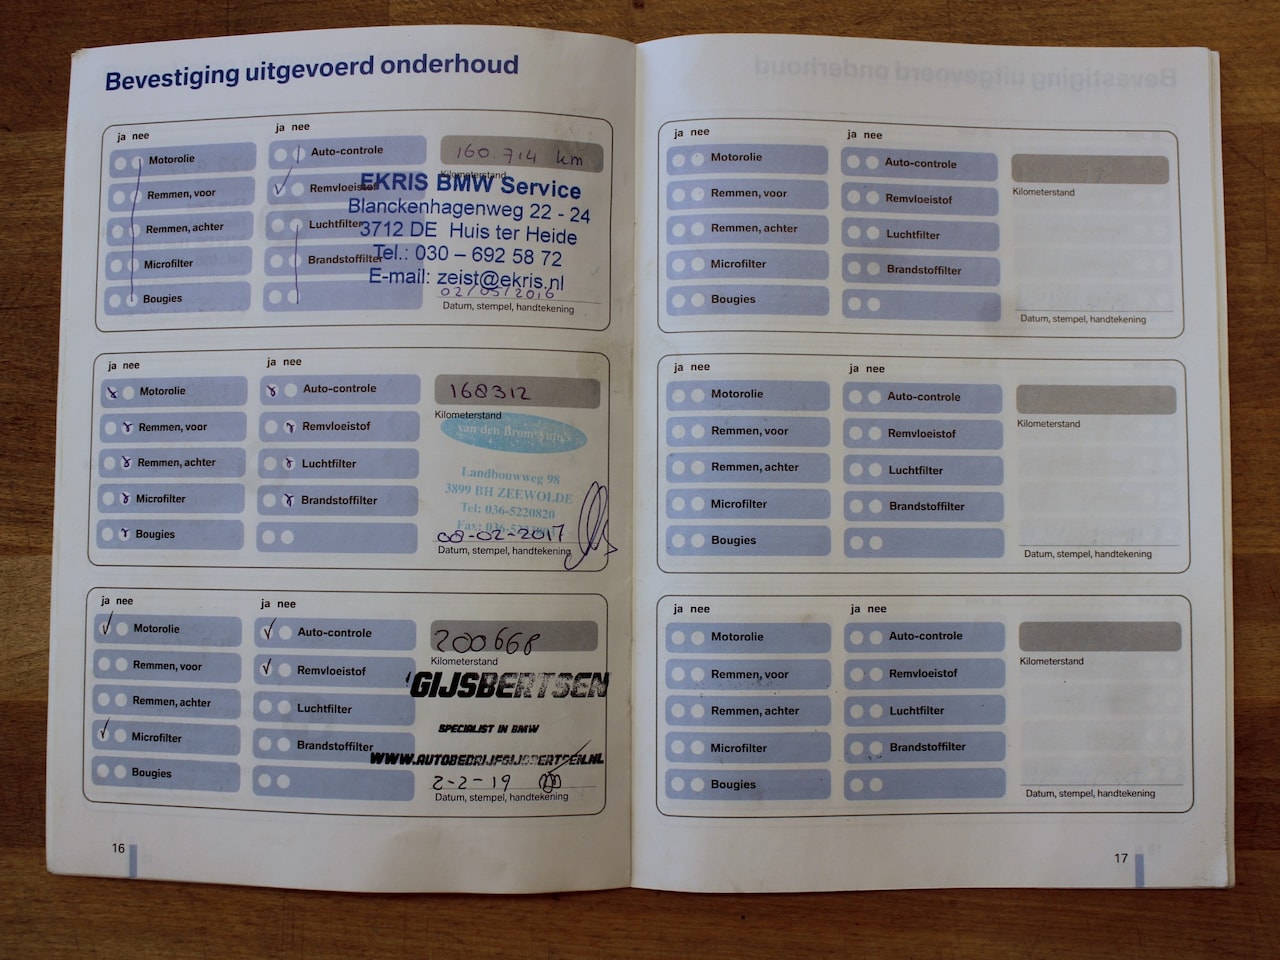 Bevestiging uitgevoerd onderhoud
ja nee
Motorolie
Remmen, voor
Remmen, achter
Microfilter
Bougies
ja nee
Auto-controle
Remvloeistof
Luchtfilter
Brandstoffilter
160.714 km
Kilometerstand
EKRIS BMW Service
Blanckenhagenweg 22 - 24
3712 DE Huis ter Heide
Tel.: 030 – 692 58 72
E-mail: zeist@ekris.nl
02/05/2016
Datum, stempel, handtekening
ja nee
Motorolie
Remmen, voor
Remmen, achter
Microfilter
Bougies
ja nee
Auto-controle
Remvloeistof
Luchtfilter
Brandstoffilter
168312
Kilometerstand
van den Brom Auto's
Landbouwweg 98
3899 BH ZEEWOLDE
Tel: 036-5220820
Fax: 036-
08-02-2017
Datum, stempel, handtekening
ja nee
Motorolie
Remmen, voor
Remmen, achter
Microfilter
Bougies
ja nee
Auto-controle
Remvloeistof
Luchtfilter
Brandstoffilter
200668
Kilometerstand
GIJSBERTSEN
SPECIALIST IN BMW
WWW.AUTOBEDRIJFGIJSBERTSEN.NL
2-2-19
Datum, stempel, handtekening
16
ja nee
Motorolie
Remmen, voor
Remmen, achter
Microfilter
Bougies
ja nee
Auto-controle
Remvloeistof
Luchtfilter
Brandstoffilter
Kilometerstand
Datum, stempel, handtekening
ja nee
Motorolie
Remmen, voor
Remmen, achter
Microfilter
Bougies
ja nee
Auto-controle
Remvloeistof
Luchtfilter
Brandstoffilter
Kilometerstand
Datum, stempel, handtekening
ja nee
Motorolie
Remmen, voor
Remmen, achter
Microfilter
Bougies
ja nee
Auto-controle
Remvloeistof
Luchtfilter
Brandstoffilter
Kilometerstand
Datum, stempel, handtekening
17